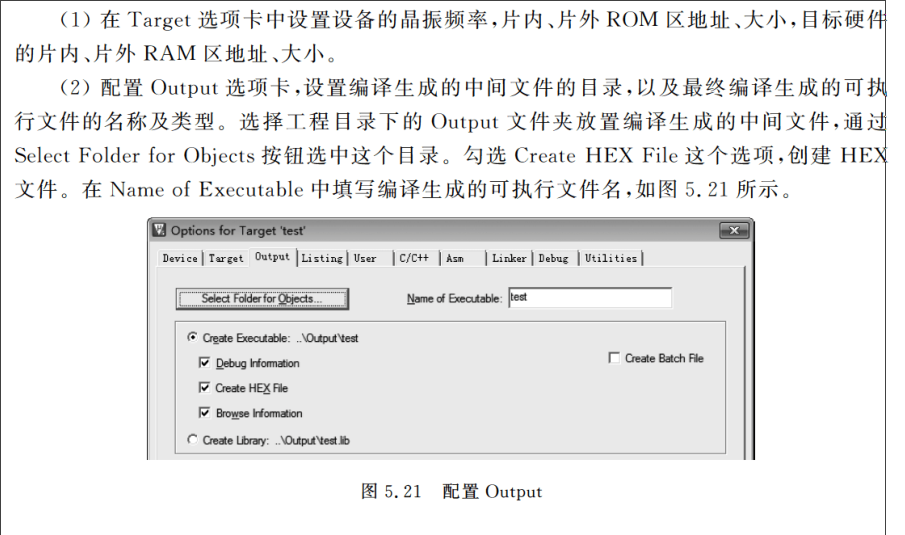 (1) 在 Target 选项卡中设置设备的晶振频率,片内、片外 ROM 区地址、大小,目标硬件
的片内、片外 RAM 区地址、大小。
(2) 配置 Output 选项卡,设置编译生成的中间文件的目录,以及最终编译生成的可执
行文件的名称及类型。选择工程目录下的 Output 文件夹放置编译生成的中间文件,通过
Select Folder for Objects 按钮选中这个目录。勾选 Create HEX File 这个选项,创建 HEX
文件。在 Name of Executable 中填写编译生成的可执行文件名,如图 5.21 所示。
Options for Target 'test'
Device Target Output Listing User C/C++ Asm Linker Debug Utilities
Select Folder for Objects... Name of Executable: test
Create Executable: ..\Output\test
Debug Information Create Batch File
Create HEX File
Browse Information
Create Library: ..\Output\test.lib
图 5.21 配置 Output